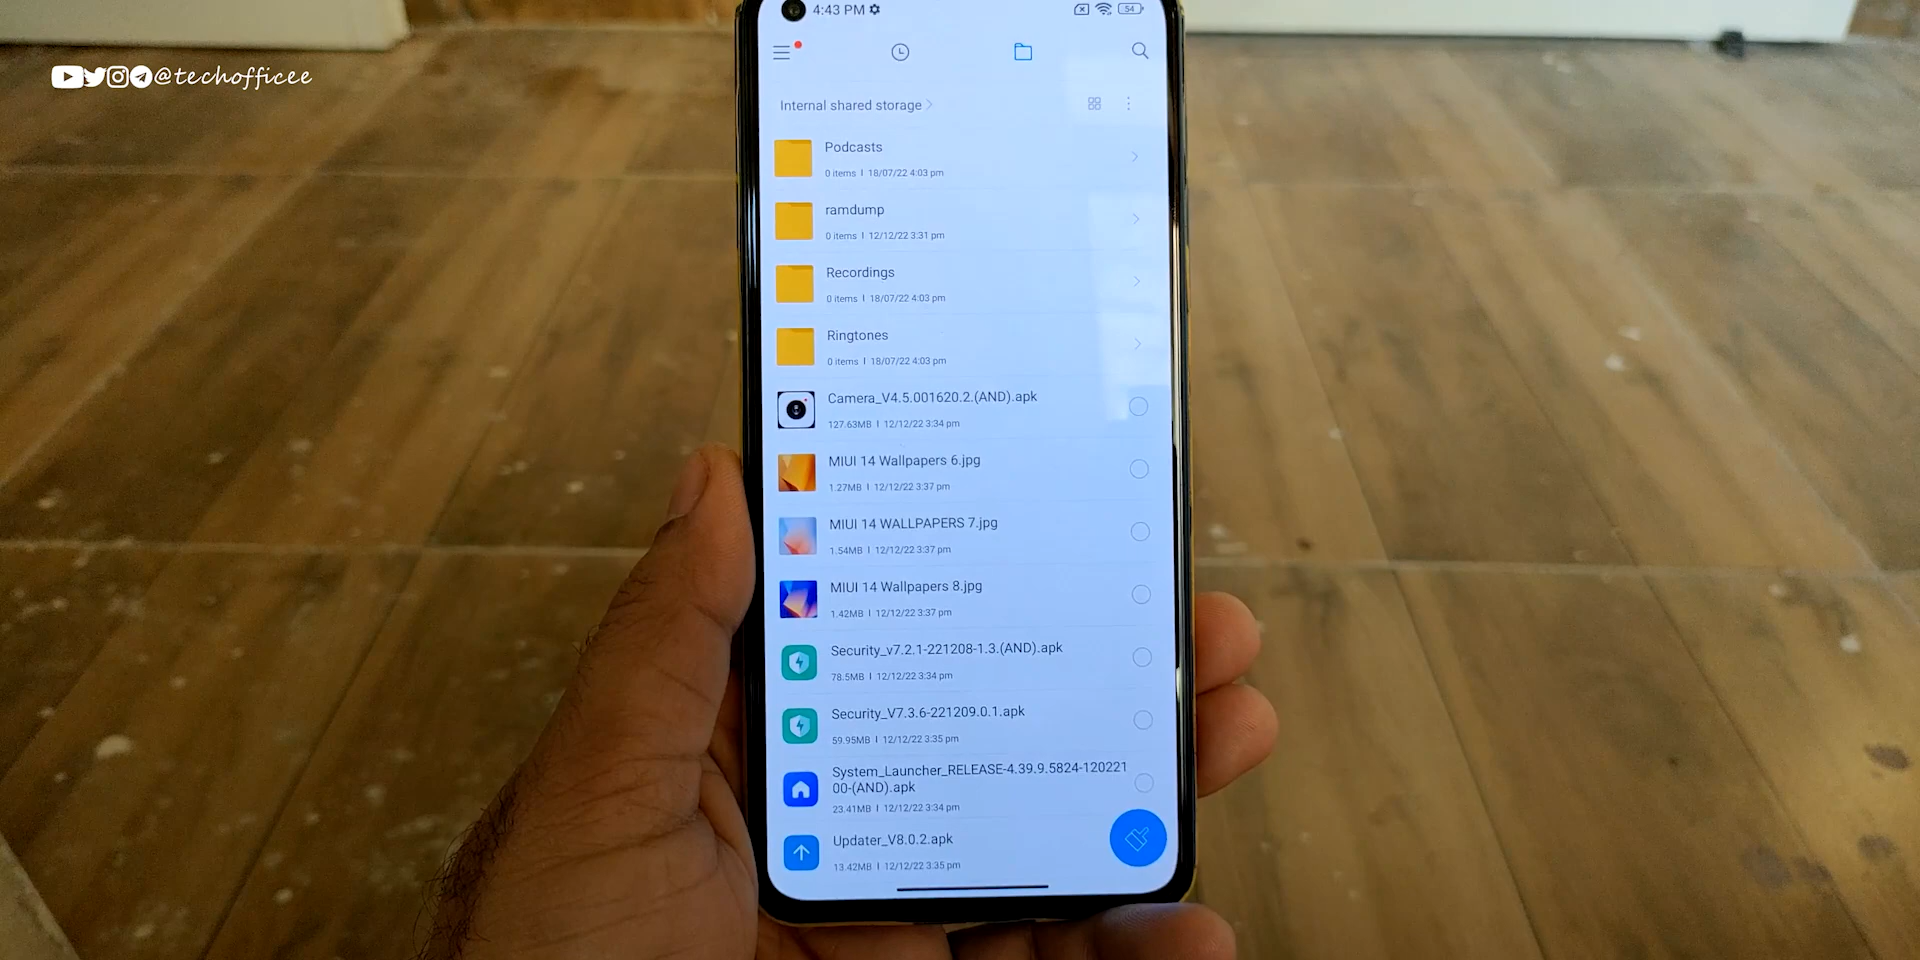 4:43 PM
54
@techofficee
Internal shared storage
Podcasts
0 items | 18/07/22 4:03 pm
ramdump
0 items | 12/12/22 3:31 pm
Recordings
0 items | 18/07/22 4:03 pm
Ringtones
0 items | 18/07/22 4:03 pm
Camera_V4.5.001620.2.(AND).apk
127.63MB | 12/12/22 3:34 pm
MIUI 14 Wallpapers 6.jpg
1.27MB | 12/12/22 3:37 pm
MIUI 14 WALLPAPERS 7.jpg
1.54MB | 12/12/22 3:37 pm
MIUI 14 Wallpapers 8.jpg
1.42MB | 12/12/22 3:37 pm
Security_v7.2.1-221208-1.3.(AND).apk
78.5MB | 12/12/22 3:34 pm
Security_V7.3.6-221209.0.1.apk
59.95MB | 12/12/22 3:35 pm
System_Launcher_RELEASE-4.39.9.5824-120221
00-(AND).apk
23.41MB | 12/12/22 3:34 pm
Updater_V8.0.2.apk
13.42MB | 12/12/22 3:35 pm